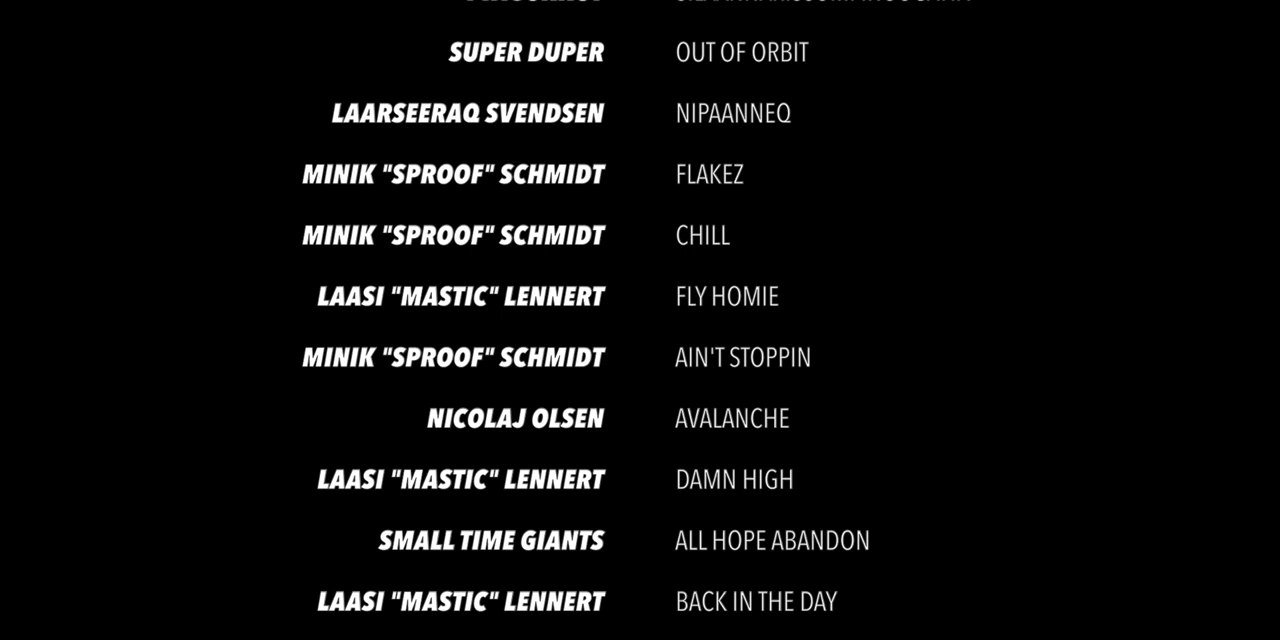 SUPER DUPER OUT OF ORBIT
LAARSEERAQ SVENDSEN NIPAANNEQ
MINIK "SPROOF" SCHMIDT FLAKEZ
MINIK "SPROOF" SCHMIDT CHILL
LAASI "MASTIC" LENNERT FLY HOMIE
MINIK "SPROOF" SCHMIDT AIN'T STOPPIN
NICOLAJ OLSEN AVALANCHE
LAASI "MASTIC" LENNERT DAMN HIGH
SMALL TIME GIANTS ALL HOPE ABANDON
LAASI "MASTIC" LENNERT BACK IN THE DAY